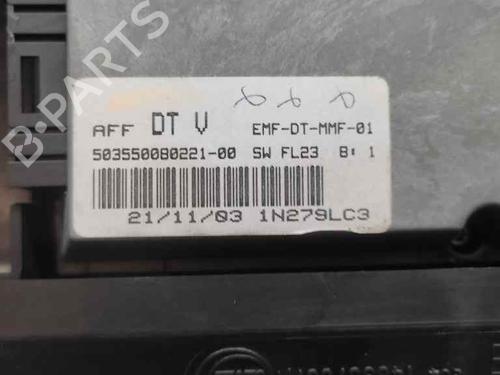 B-PARTS
AFF DT V EMF-DT-MMF-01
503550080221-00 SW FL23 B: 1
21/11/03 1N279LC3